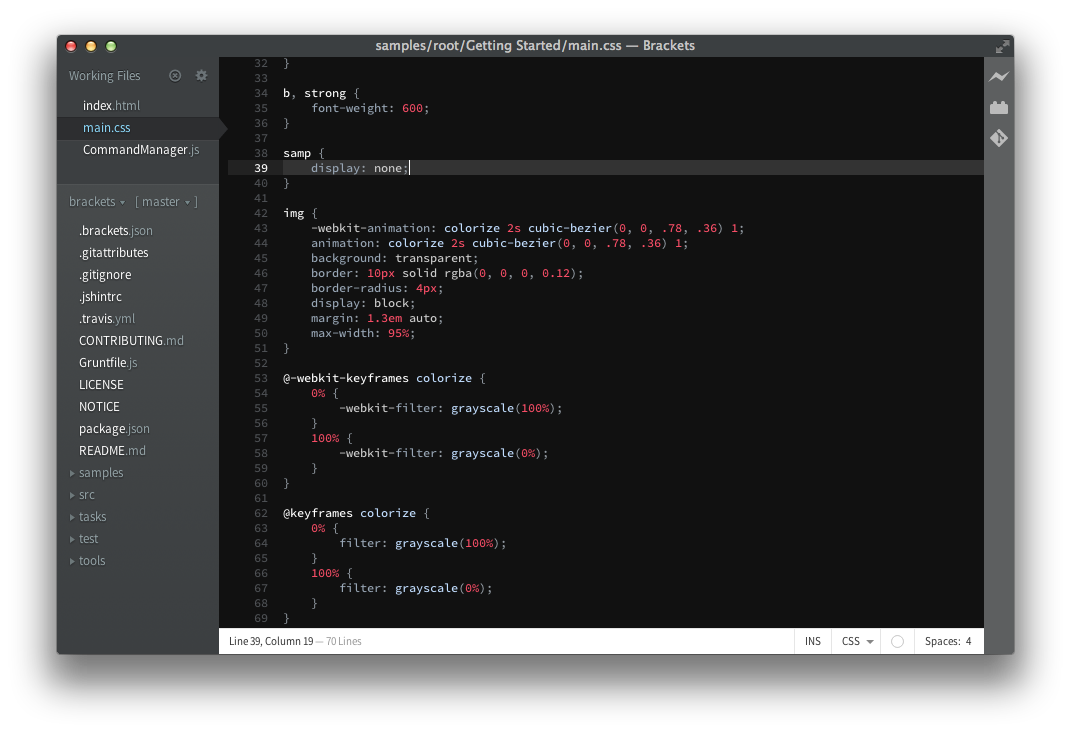 samples/root/Getting Started/main.css — Brackets
Working Files
index.html
main.css
CommandManager.js
brackets [ master ]
.brackets.json
.gitattributes
.gitignore
.jshintrc
.travis.yml
CONTRIBUTING.md
Gruntfile.js
LICENSE
NOTICE
package.json
README.md
samples
src
tasks
test
tools
32 }
33
34 b, strong {
35     font-weight: 600;
36 }
37
38 samp {
39     display: none;
40 }
41
42 img {
43     -webkit-animation: colorize 2s cubic-bezier(0, 0, .78, .36) 1;
44     animation: colorize 2s cubic-bezier(0, 0, .78, .36) 1;
45     background: transparent;
46     border: 10px solid rgba(0, 0, 0, 0.12);
47     border-radius: 4px;
48     display: block;
49     margin: 1.3em auto;
50     max-width: 95%;
51 }
52
53 @-webkit-keyframes colorize {
54     0% {
55         -webkit-filter: grayscale(100%);
56     }
57     100% {
58         -webkit-filter: grayscale(0%);
59     }
60 }
61
62 @keyframes colorize {
63     0% {
64         filter: grayscale(100%);
65     }
66     100% {
67         filter: grayscale(0%);
68     }
69 }
Line 39, Column 19 — 70 Lines
INS
CSS
Spaces: 4